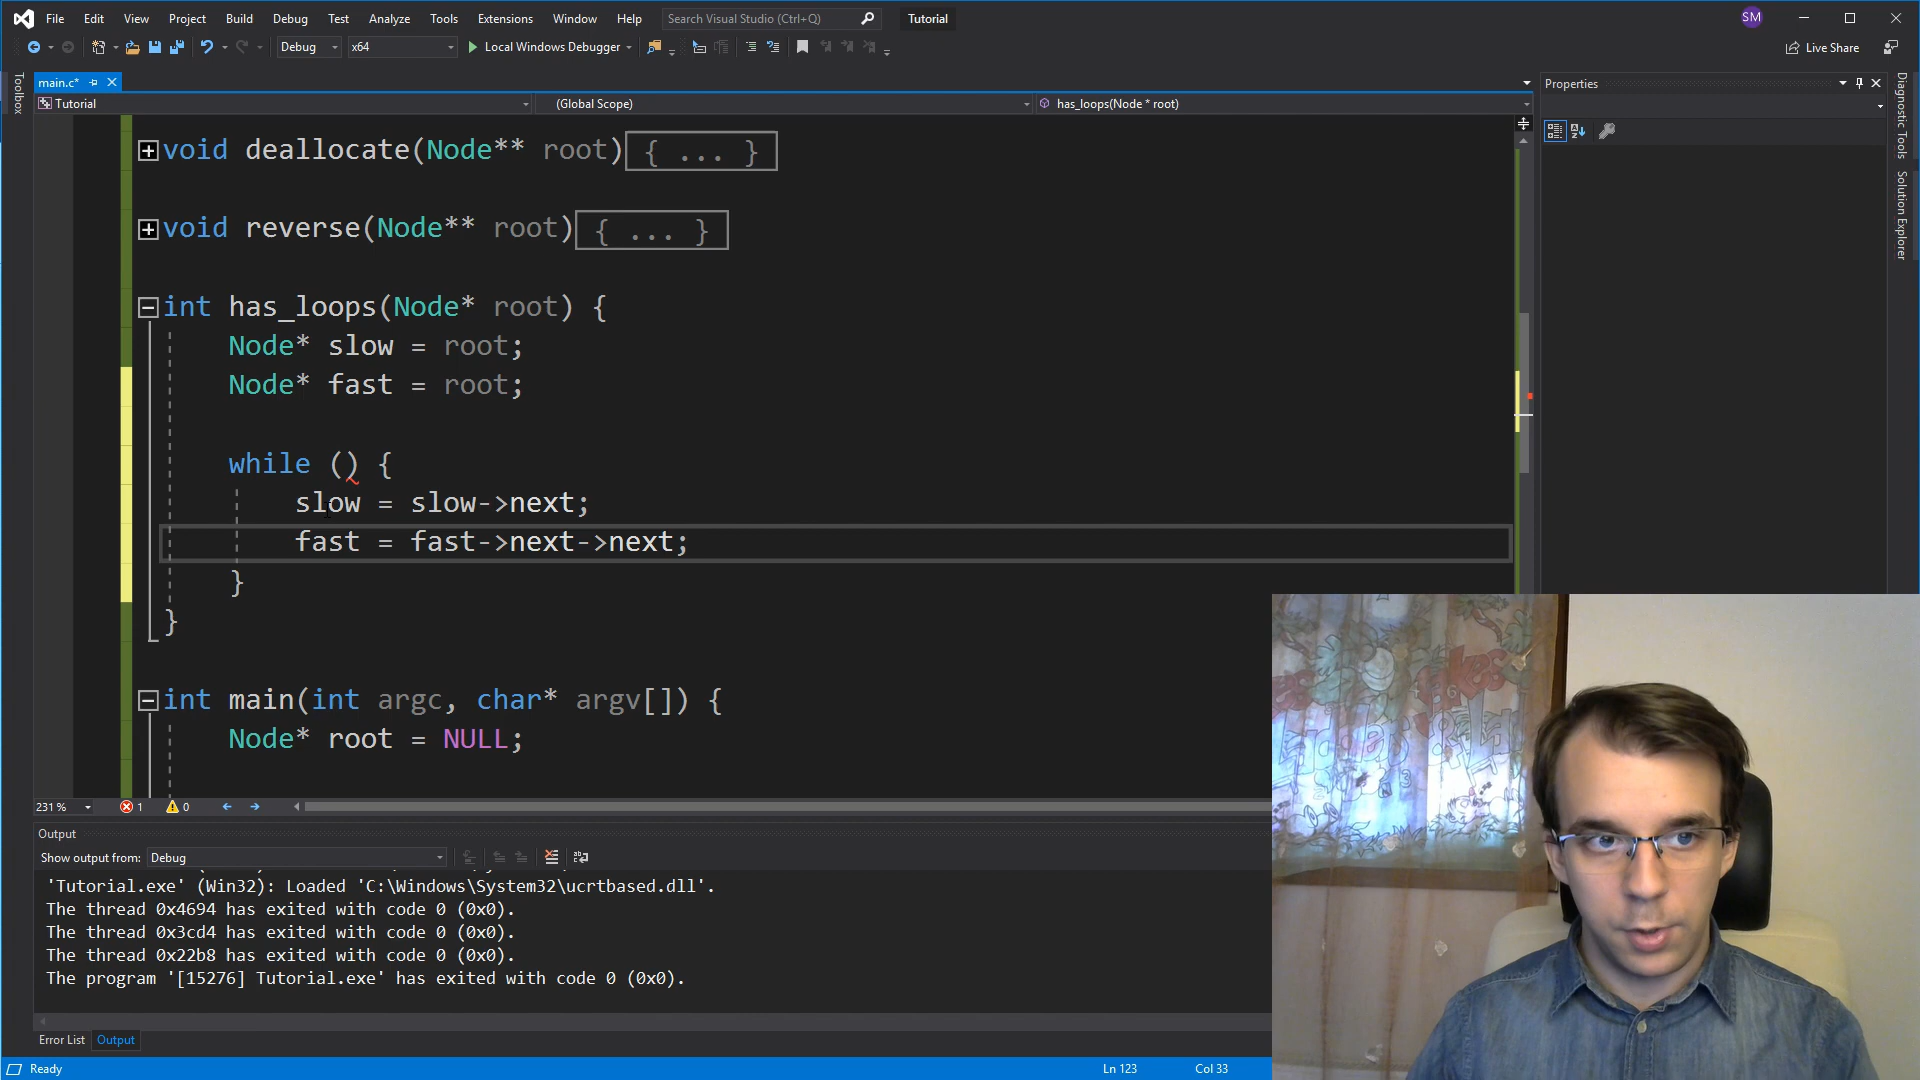 File Edit View Project Build Debug Test Analyze Tools Extensions Window Help Search Visual Studio (Ctrl+Q) Tutorial SM
Debug x64 Local Windows Debugger Live Share
Toolbox
main.c*
Properties
Tutorial (Global Scope) has_loops(Node * root)
void deallocate(Node** root){ ... }
void reverse(Node** root){ ... }
int has_loops(Node* root) {
Node* slow = root;
Node* fast = root;
while () {
slow = slow->next;
fast = fast->next->next;
}
}
int main(int argc, char* argv[]) {
Node* root = NULL;
Diagnostic Tools
Solution Explorer
231 % 1 0
Output
Show output from: Debug
'Tutorial.exe' (Win32): Loaded 'C:\Windows\System32\ucrtbased.dll'.
The thread 0x4694 has exited with code 0 (0x0).
The thread 0x3cd4 has exited with code 0 (0x0).
The thread 0x22b8 has exited with code 0 (0x0).
The program '[15276] Tutorial.exe' has exited with code 0 (0x0).
Error List Output
Ready Ln 123 Col 33